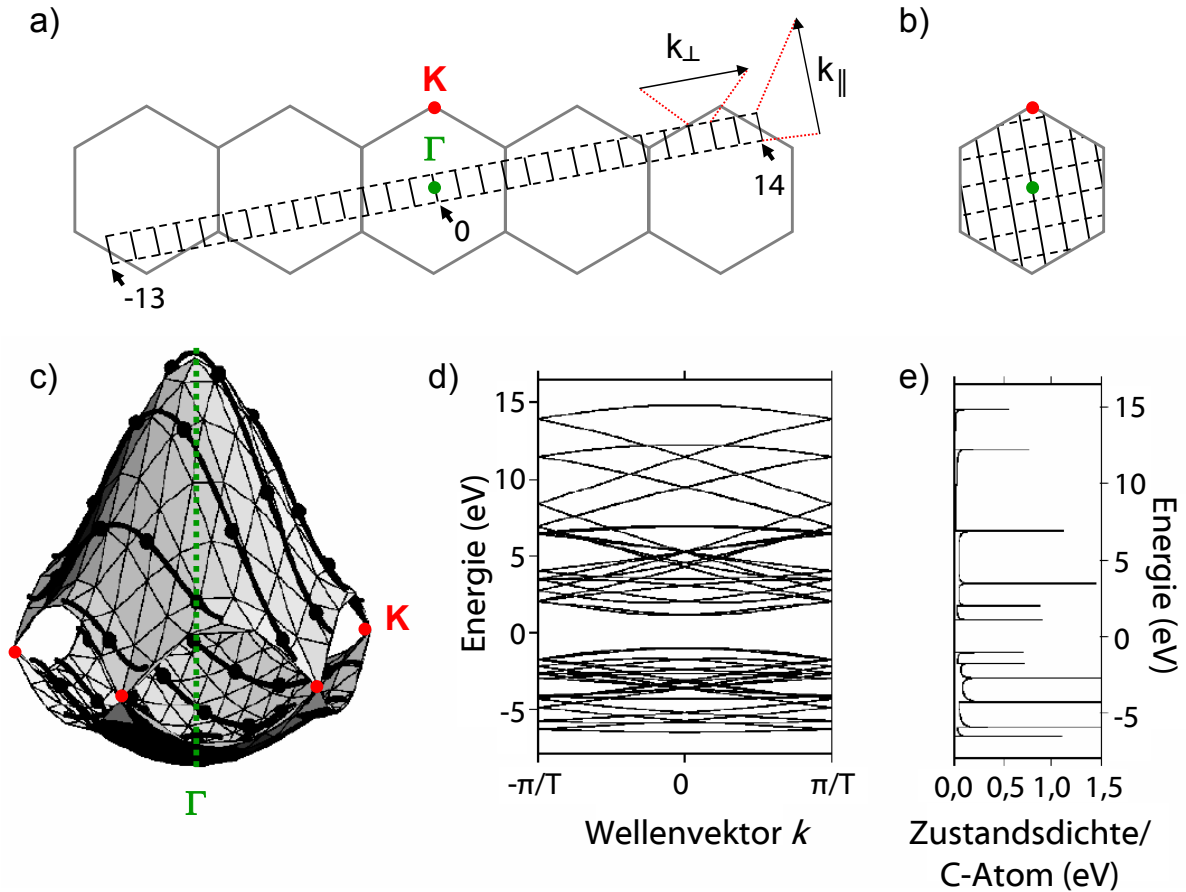 a)
K
Γ
0
-13
14
k⊥
k∥
b)
c)
K
Γ
d)
Energie (eV)
15
10
5
0
-5
-π/T
0
π/T
Wellenvektor k
e)
15
10
5
0
-5
Energie (eV)
0,0
0,5
1,0
1,5
Zustandsdichte/
C-Atom (eV)